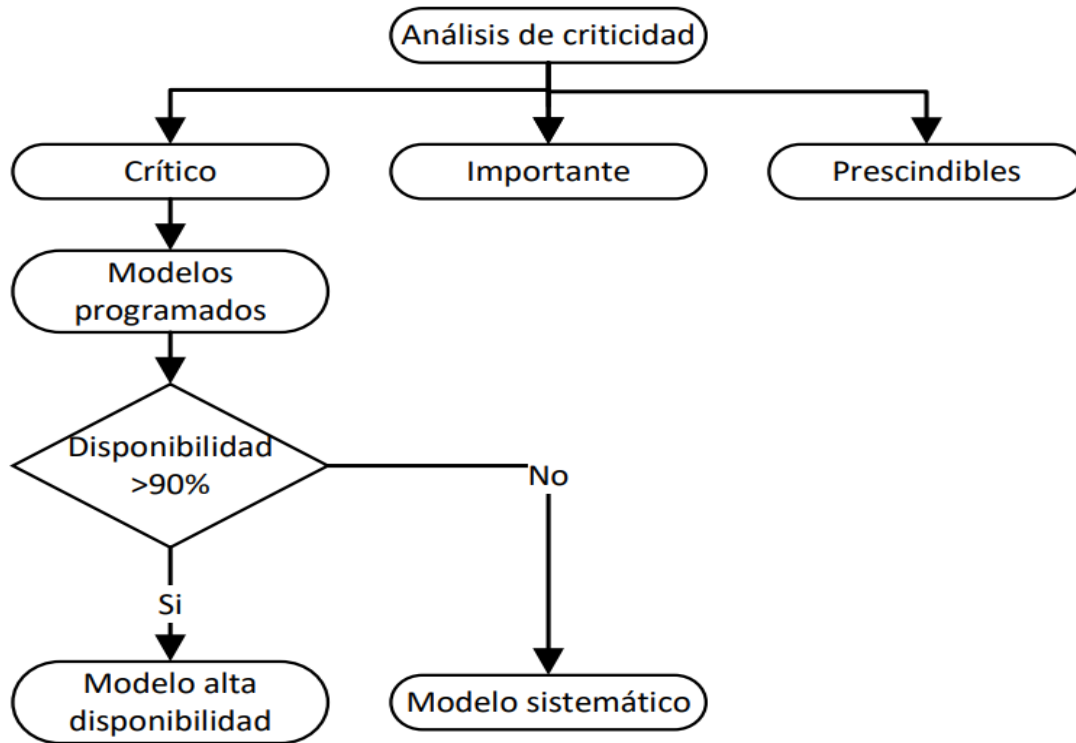 Análisis de criticidad
Crítico
Importante
Prescindibles
Modelos
programados
Disponibilidad
>90%
No
Si
Modelo alta
disponibilidad
Modelo sistemático